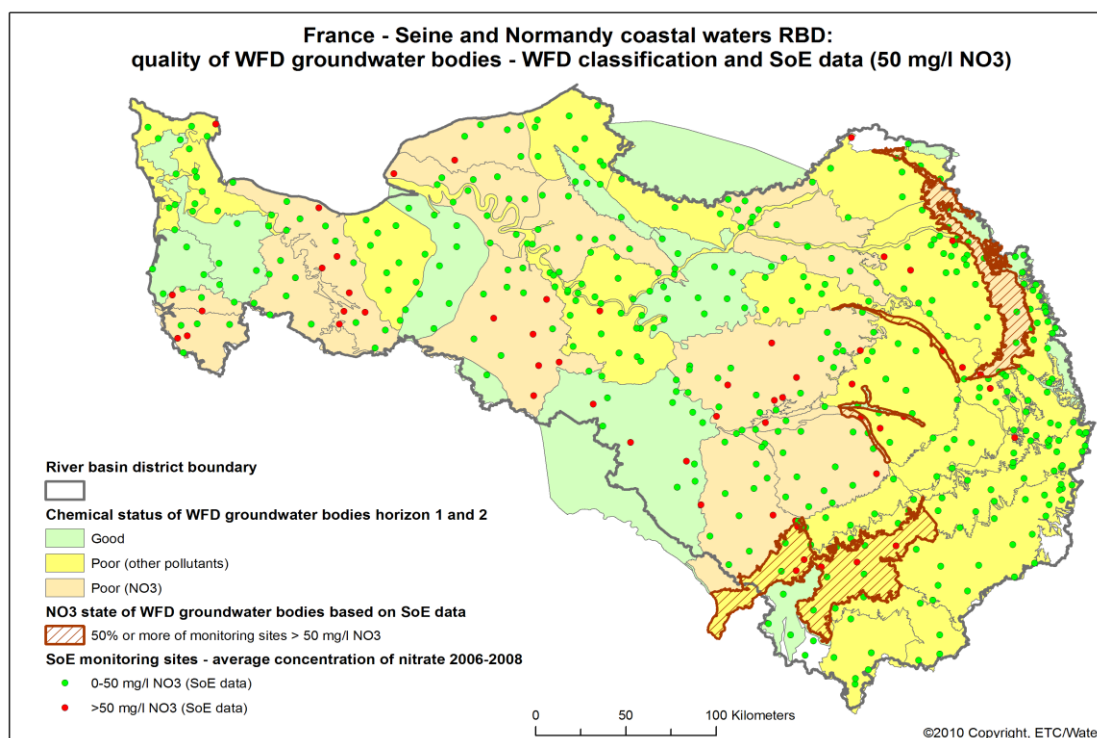 France - Seine and Normandy coastal waters RBD:
quality of WFD groundwater bodies - WFD classification and SoE data (50 mg/l NO3)
River basin district boundary
Chemical status of WFD groundwater bodies horizon 1 and 2
Good
Poor (other pollutants)
Poor (NO3)
NO3 state of WFD groundwater bodies based on SoE data
50% or more of monitoring sites > 50 mg/l NO3
SoE monitoring sites - average concentration of nitrate 2006-2008
0-50 mg/l NO3 (SoE data)
>50 mg/l NO3 (SoE data)
0 50 100 Kilometers
©2010 Copyright, ETC/Water